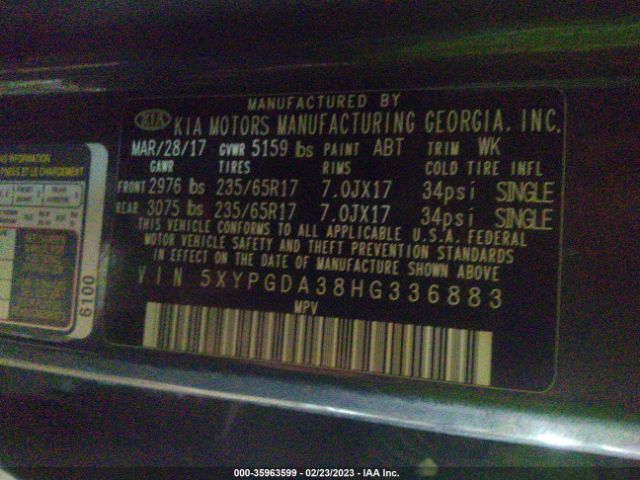 MANUFACTURED BY
KIA KIA MOTORS MANUFACTURING GEORGIA, INC.
MAR/28/17 GVWR 5159 lbs PAINT ABT TRIM WK
GAWR TIRES RIMS COLD TIRE INFL
FRONT 2976 lbs 235/65R17 7.0JX17 34psi SINGLE
REAR 3075 lbs 235/65R17 7.0JX17 34psi SINGLE
THIS VEHICLE CONFORMS TO ALL APPLICABLE U.S.A. FEDERAL
MOTOR VEHICLE SAFETY AND THEFT PREVENTION STANDARDS
IN EFFECT ON THE DATE OF MANUFACTURE SHOWN ABOVE
VIN 5XYPGDA38HG336883
MPV
6100
000-35963599 - 02/23/2023 - IAA Inc.